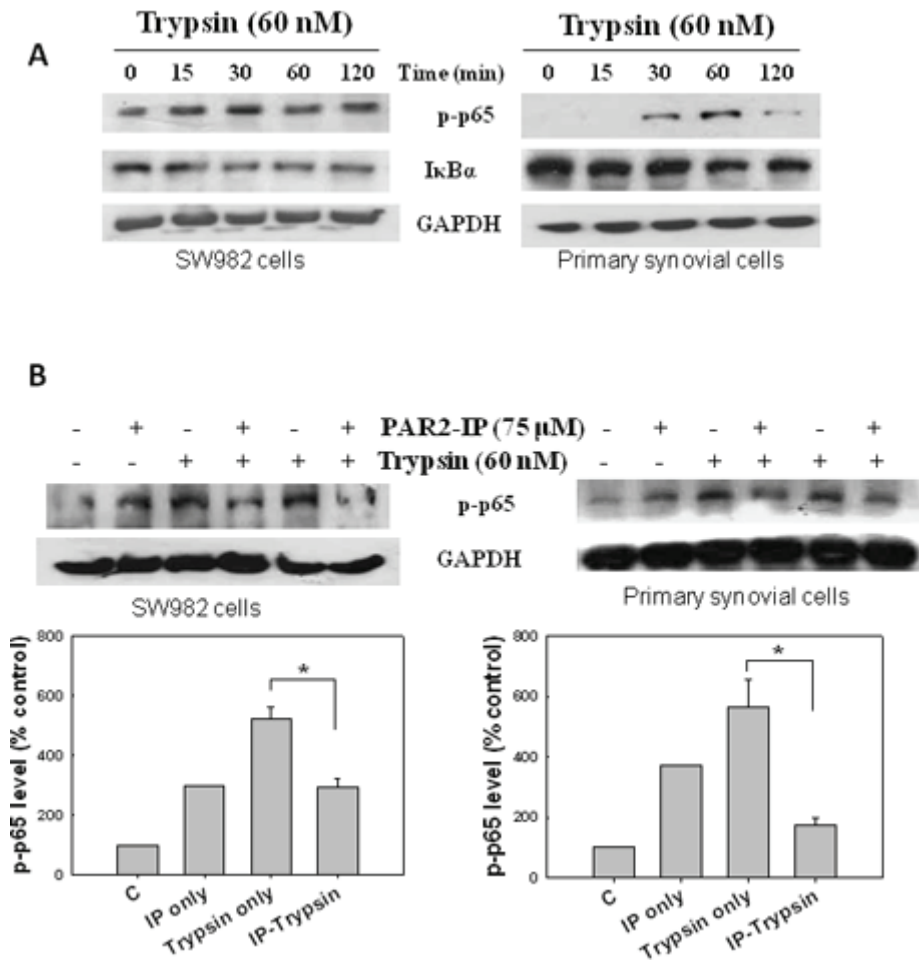 A
Trypsin (60 nM)
Trypsin (60 nM)
0 15 30 60 120 Time (min) 0 15 30 60 120
p-p65
IκBα
GAPDH
SW982 cells
Primary synovial cells
B
- + - + - + PAR2-IP (75 μM) - + - + - +
- - + + + + Trypsin (60 nM) - - + + + +
p-p65
GAPDH
SW982 cells
Primary synovial cells
p-p65 level (% control)
800
600
400
200
0
*
C
IP only
Trypsin only
IP-Trypsin
p-p65 level (% control)
800
600
400
200
0
*
C
IP only
Trypsin only
IP-Trypsin